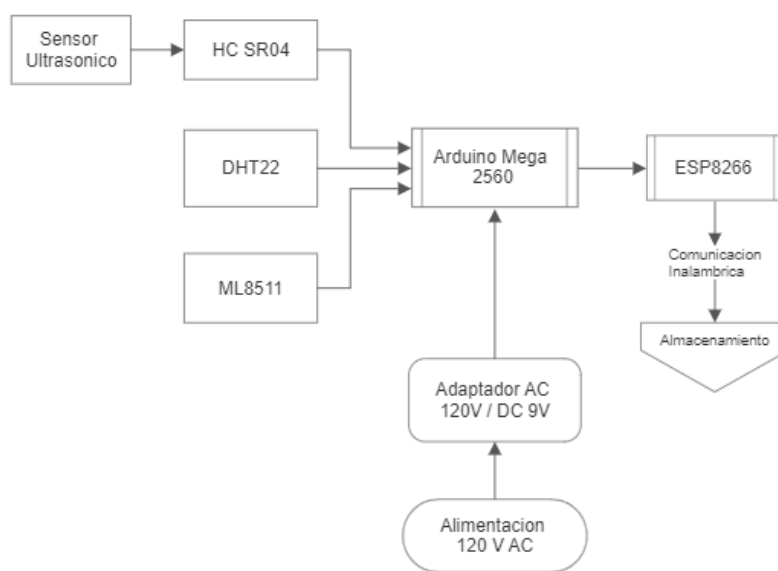 Sensor
Ultrasonico
HC SR04
DHT22
ML8511
Arduino Mega
2560
ESP8266
Comunicacion
Inalambrica
Almacenamiento
Adaptador AC
120V / DC 9V
Alimentacion
120 V AC